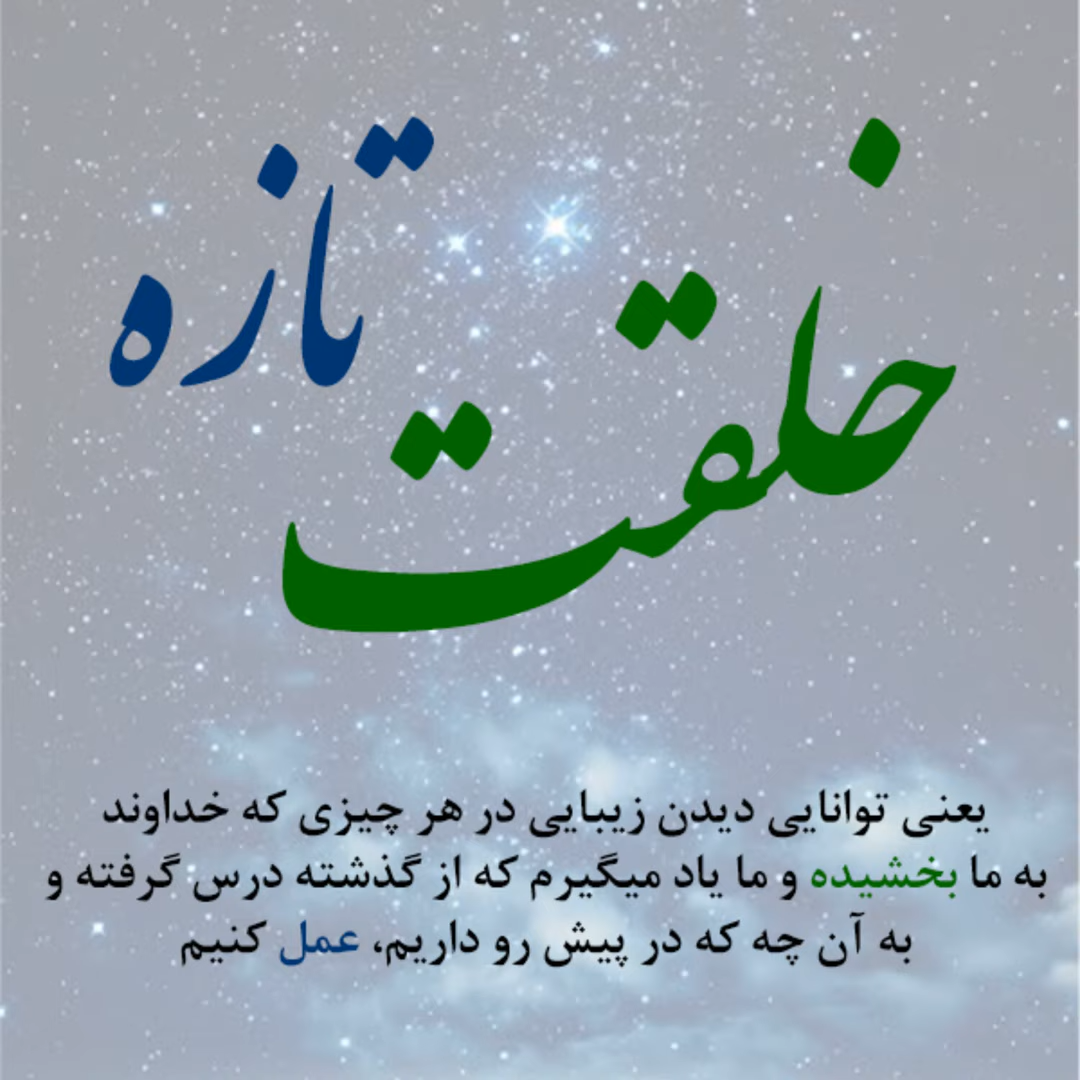 خلقت تازه
یعنی توانایی دیدن زیبایی در هر چیزی که خداوند
به ما بخشیده و ما یاد میگیرم که از گذشته درس گرفته و
به آن چه که در پیش رو داریم، عمل کنیم